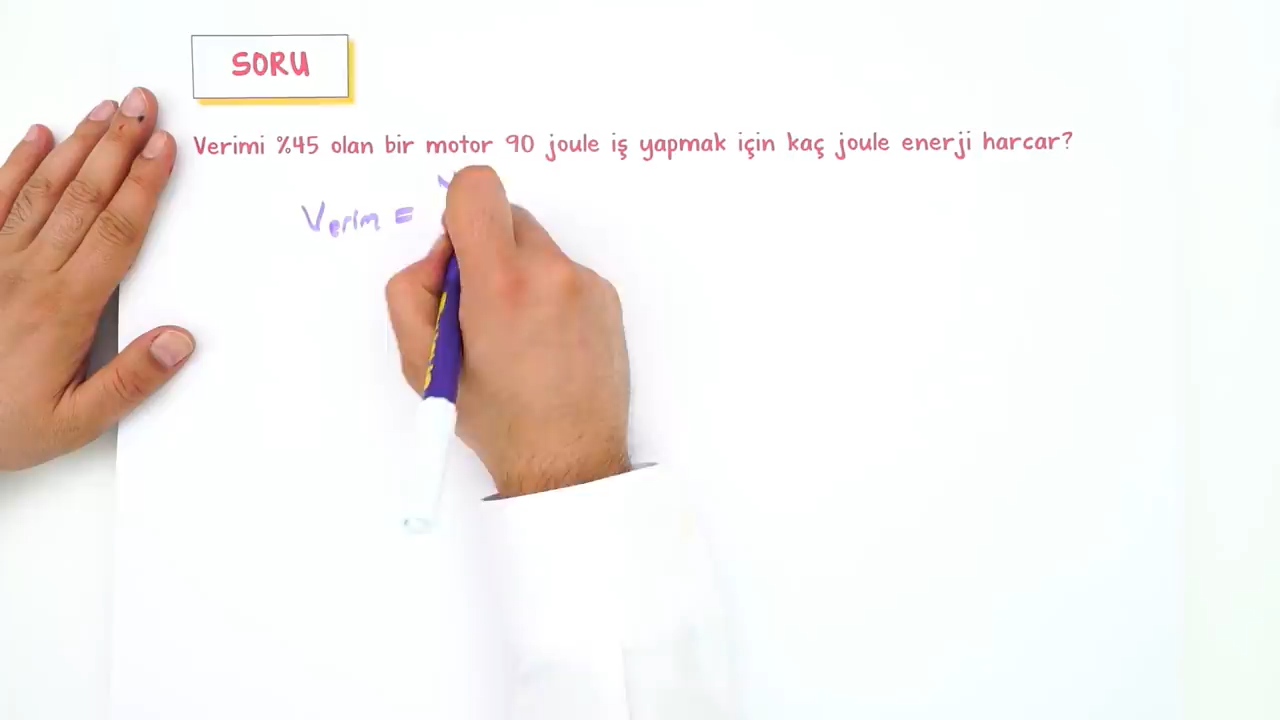 SORU
Verimi %45 olan bir motor 90 joule iş yapmak için kaç joule enerji harcar?
Verim =